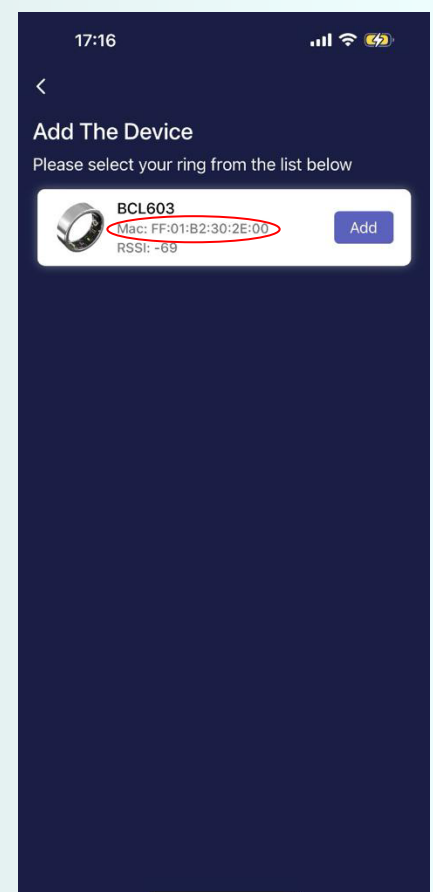 17:16
Add The Device
Please select your ring from the list below
BCL603
Mac: FF:01:B2:30:2E:00
Add
RSSI: -69